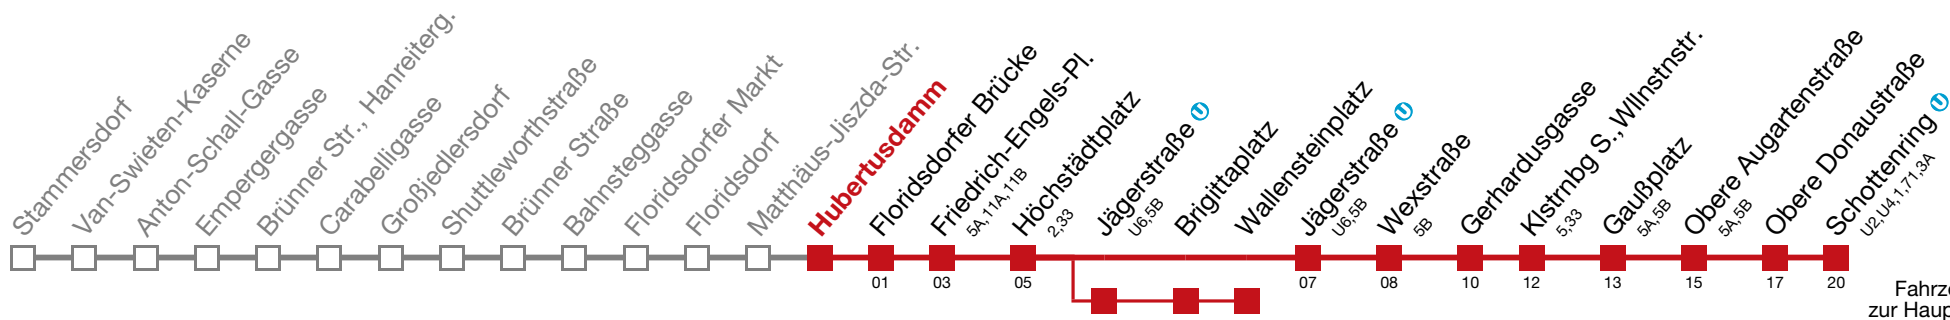 Stammersdorf
Van-Swieten-Kaserne
Anton-Schall-Gasse
Empergergasse
Brünner Str., Hanreiterg.
Carabelligasse
Großjedlersdorf
Shuttleworthstraße
Brünner Straße
Bahnsteggasse
Floridsdorfer Markt
Floridsdorf
Matthäus-Jiszda-Str.
Hubertusdamm
Floridsdorfer Brücke
01
Friedrich-Engels-Pl.
5A,11A,11B
03
Höchstädtplatz
2,33
05
Jägerstraße U
U6,5B
Brigittaplatz
Wallensteinplatz
Jägerstraße U
U6,5B
07
Wexstraße
5B
08
Gerhardusgasse
10
Klstrnbg S.,Wllnstnstr.
5,33
12
Gaußplatz
5A,5B
13
Obere Augartenstraße
5A,5B
15
Obere Donaustraße
17
Schottenring U
U2,U4,1,71,3A
20
Fahrze
zur Haup